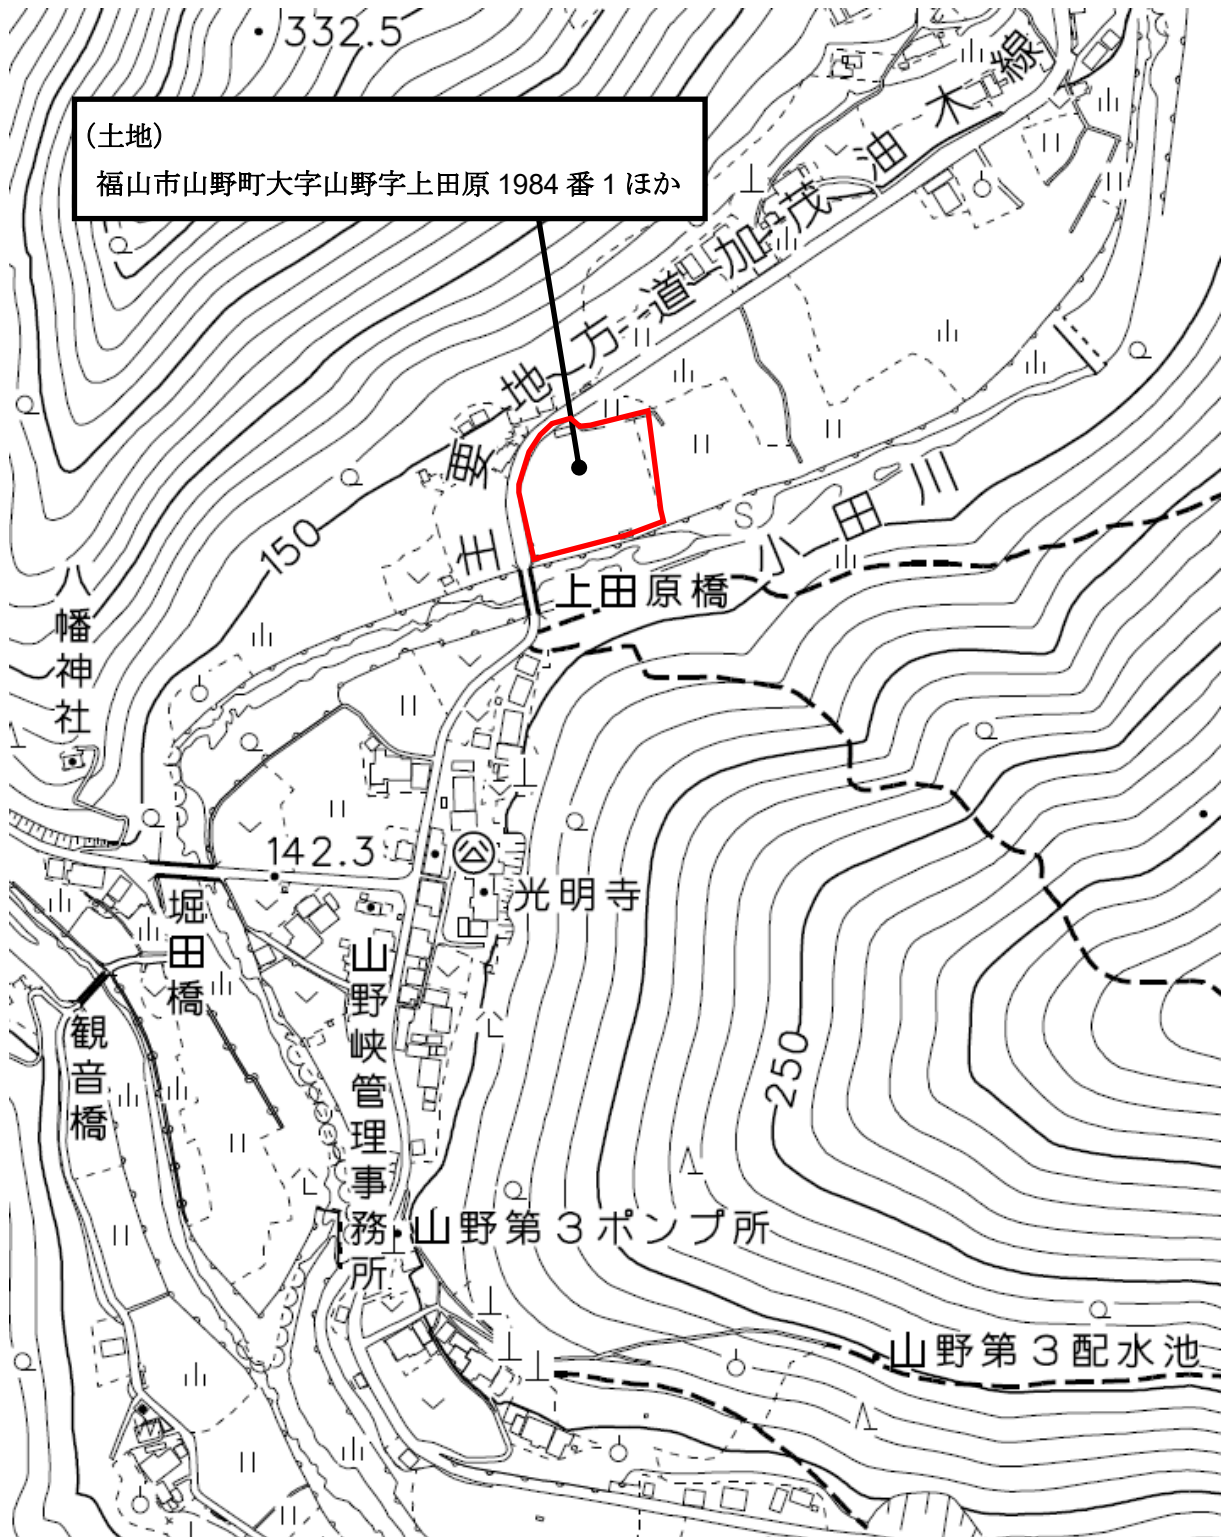 332.5
(土地)
福山市山野町大字山野字上田原 1984 番 1 ほか
主要地方道加茂油木線
150
小田川
上田原橋
八幡神社
142.3
光明寺
堀田橋
山野峡管理事務所
観音橋
250
山野第3ポンプ所
山野第3配水池